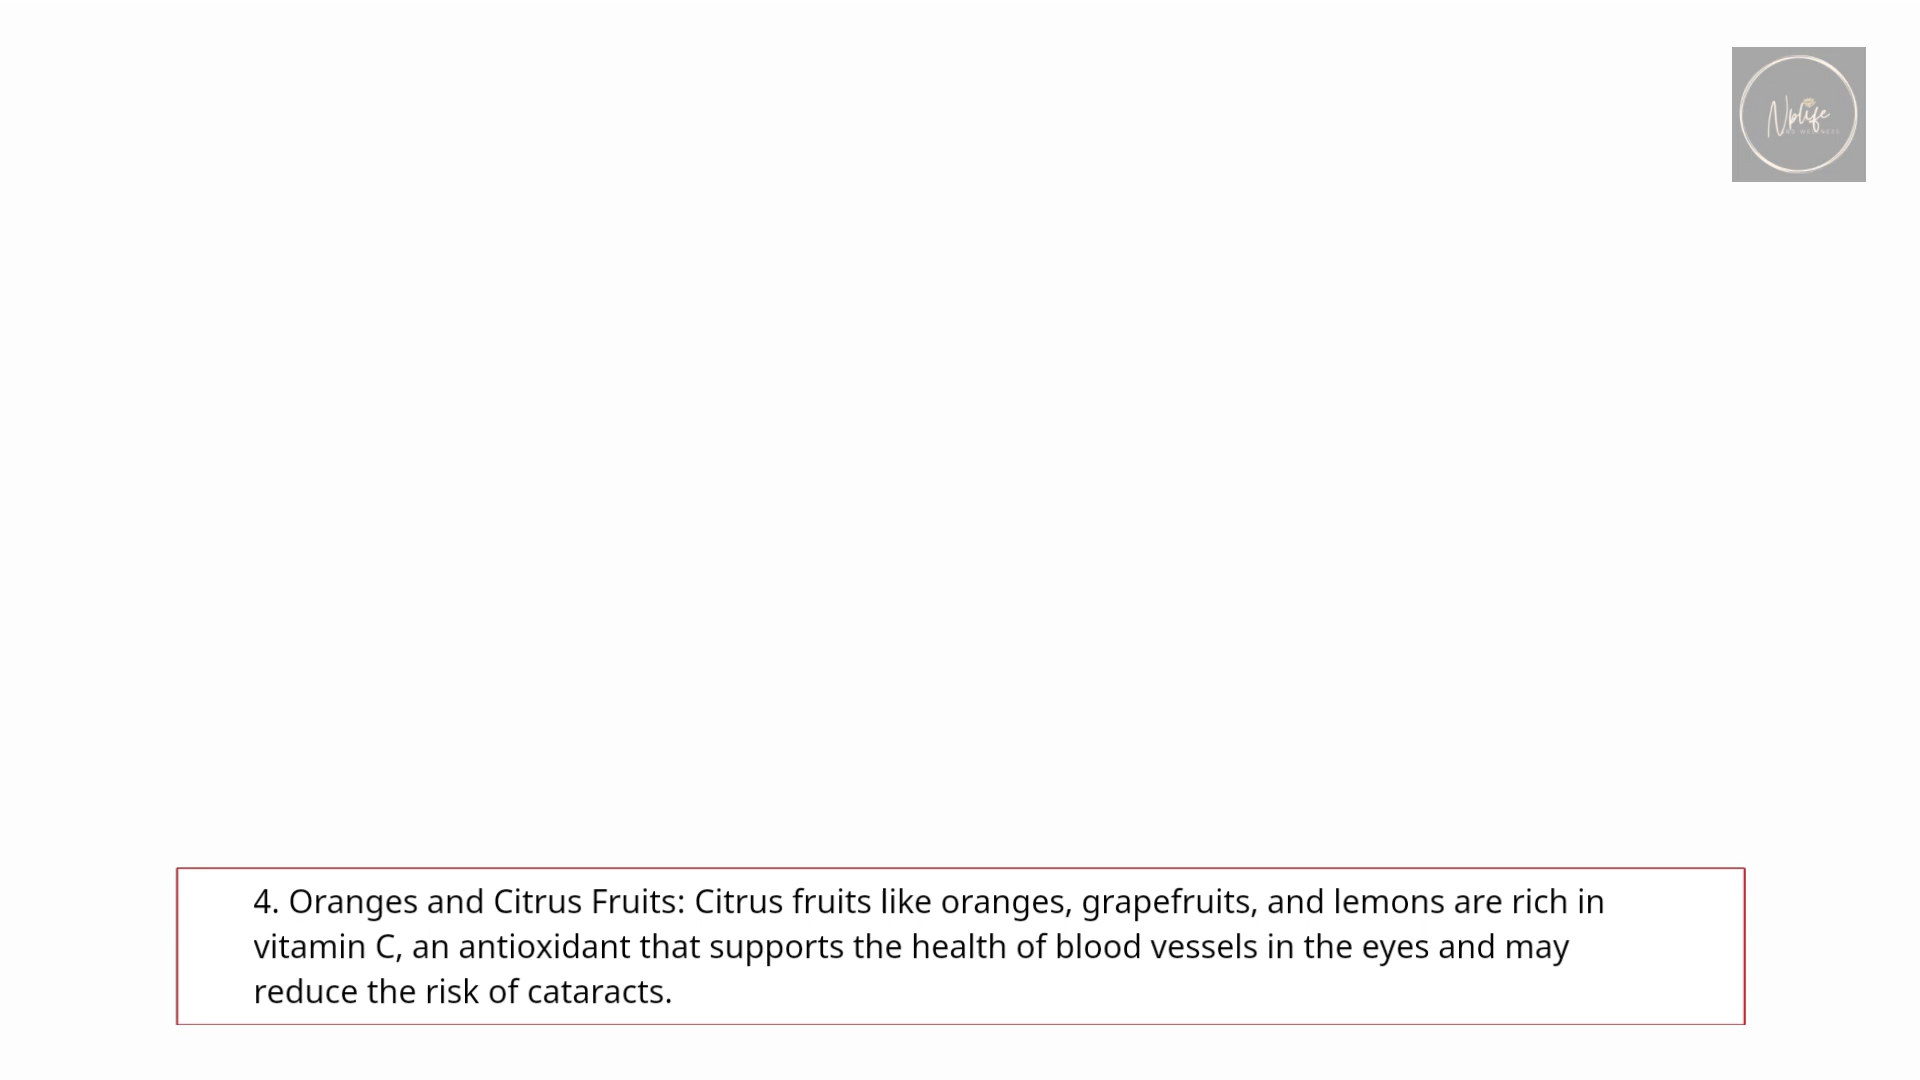 Nplife
4. Oranges and Citrus Fruits: Citrus fruits like oranges, grapefruits, and lemons are rich in
vitamin C, an antioxidant that supports the health of blood vessels in the eyes and may
reduce the risk of cataracts.